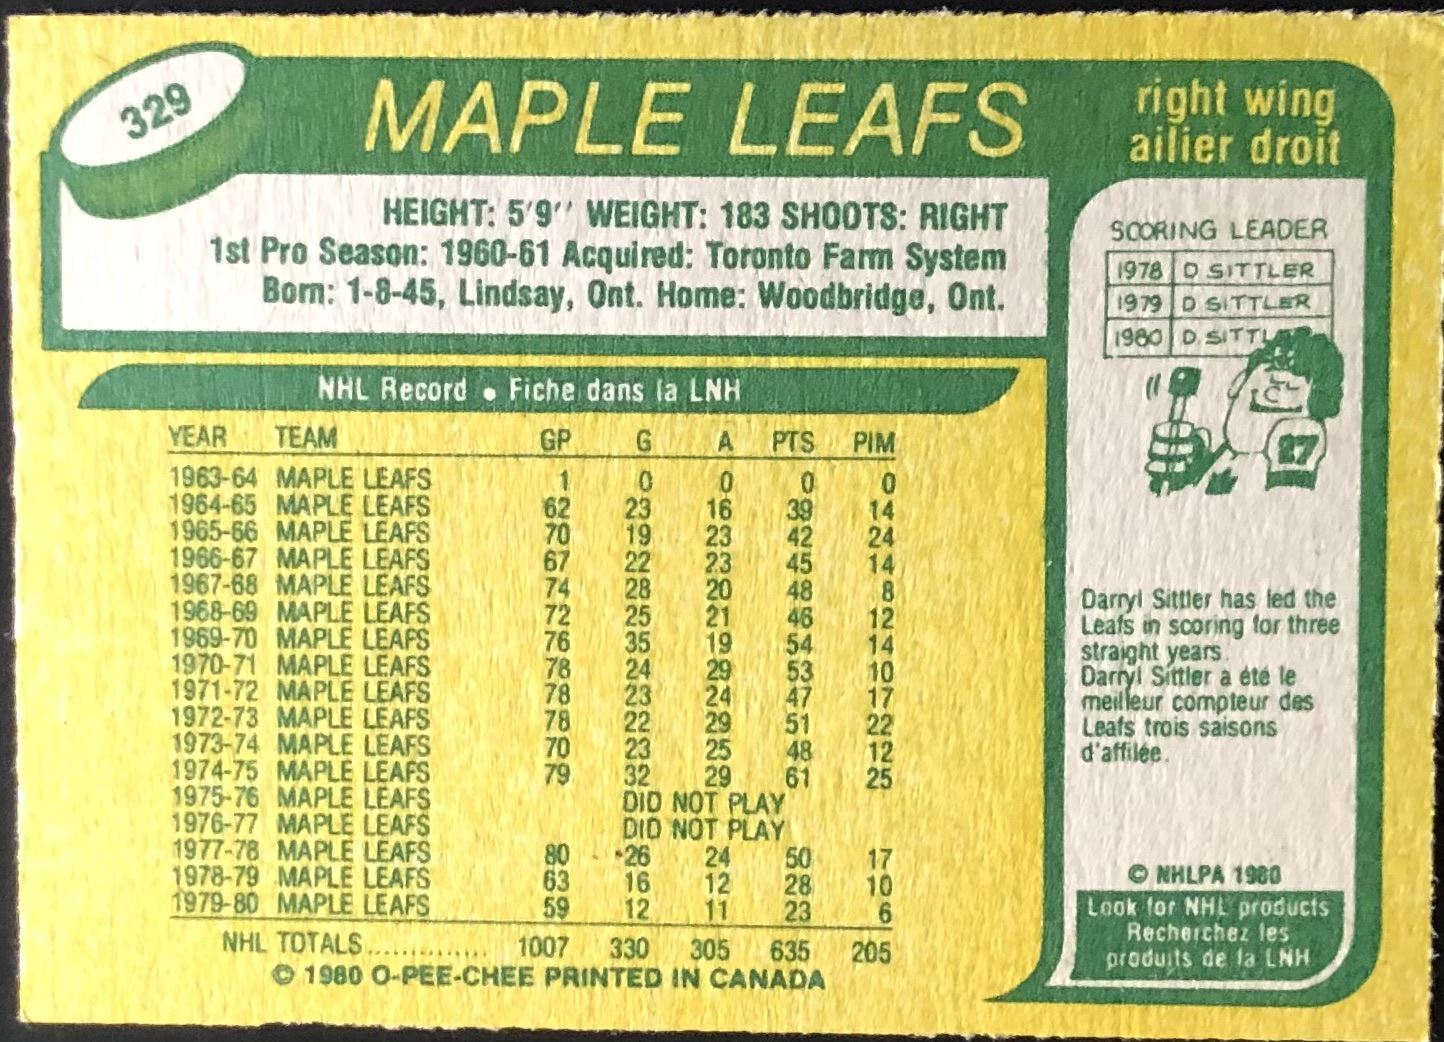 329
MAPLE LEAFS
right wing
ailier droit
HEIGHT: 5'9'' WEIGHT: 183 SHOOTS: RIGHT
1st Pro Season: 1960-61 Acquired: Toronto Farm System
Born: 1-8-45, Lindsay, Ont. Home: Woodbridge, Ont.
NHL Record • Fiche dans la LNH
YEAR TEAM GP G A PTS PIM
1963-64 MAPLE LEAFS 1 0 0 0 0
1964-65 MAPLE LEAFS 62 23 16 39 14
1965-66 MAPLE LEAFS 70 19 23 42 24
1966-67 MAPLE LEAFS 67 22 23 45 14
1967-68 MAPLE LEAFS 74 28 20 48 8
1968-69 MAPLE LEAFS 72 25 21 46 12
1969-70 MAPLE LEAFS 76 35 19 54 14
1970-71 MAPLE LEAFS 78 24 29 53 10
1971-72 MAPLE LEAFS 78 23 24 47 17
1972-73 MAPLE LEAFS 78 22 29 51 22
1973-74 MAPLE LEAFS 70 23 25 48 12
1974-75 MAPLE LEAFS 79 32 29 61 25
1975-76 MAPLE LEAFS DID NOT PLAY
1976-77 MAPLE LEAFS DID NOT PLAY
1977-78 MAPLE LEAFS 80 26 24 50 17
1978-79 MAPLE LEAFS 63 16 12 28 10
1979-80 MAPLE LEAFS 59 12 11 23 6
NHL TOTALS.............. 1007 330 305 635 205
© 1980 O-PEE-CHEE PRINTED IN CANADA
SCORING LEADER
1978 D SITTLER
1979 D SITTLER
1980 D SITTL
27
Darryl Sittler has led the
Leafs in scoring for three
straight years.
Darryl Sittler a été le
meilleur compteur des
Leafs trois saisons
d'affilée.
© NHLPA 1980
Look for NHL products
Recherchez les
produits de la LNH